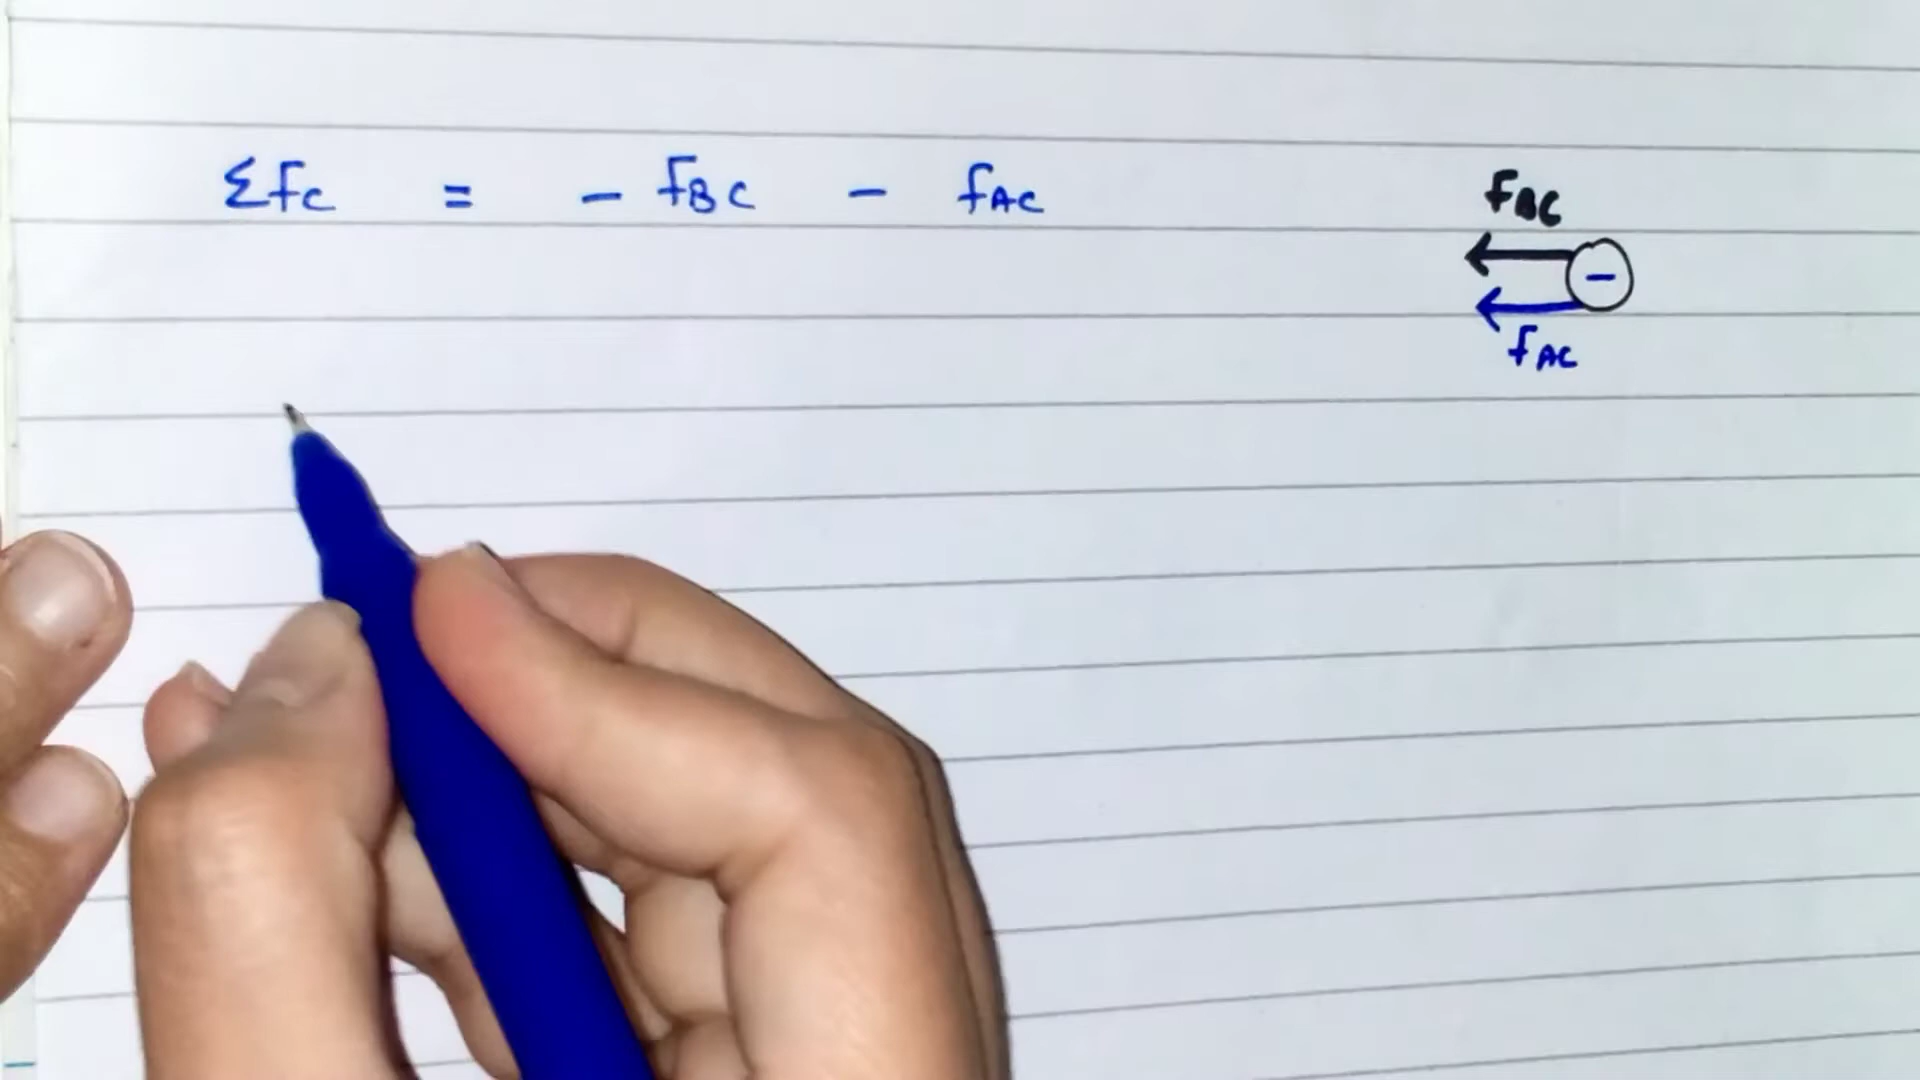 Σfc = - fBC - fAC
FBC
-
fAC